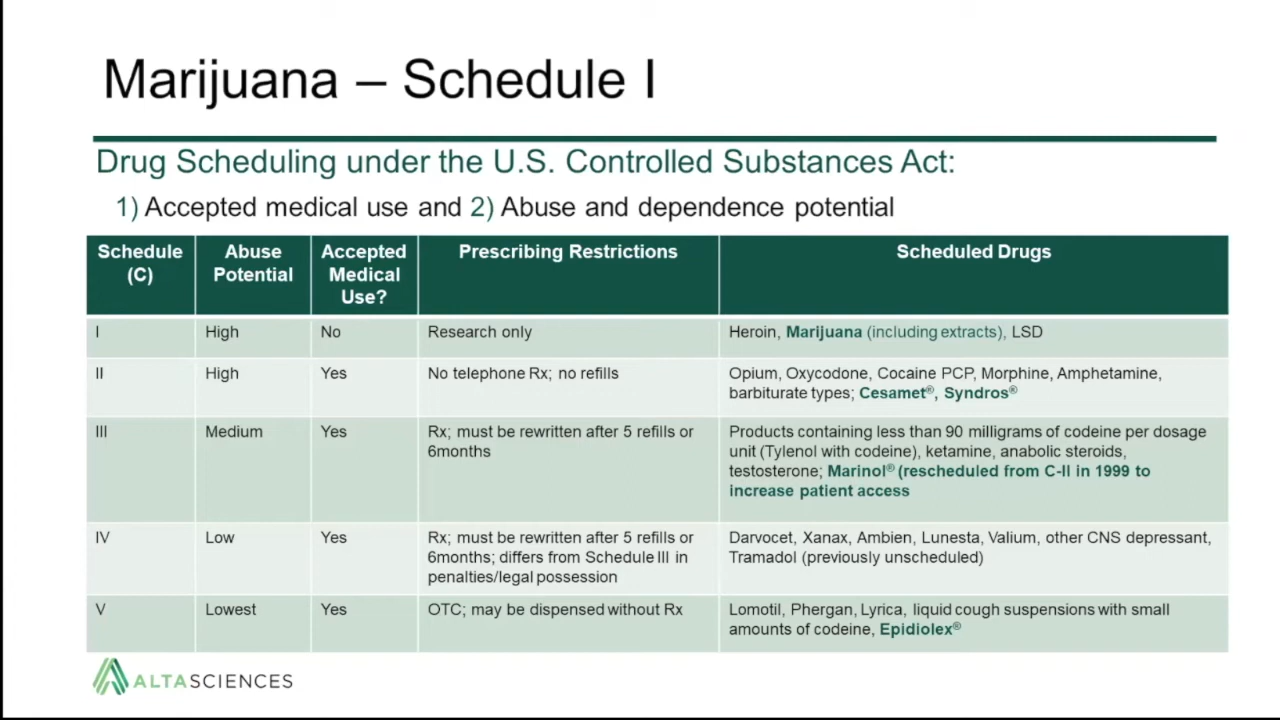 Marijuana – Schedule I
Drug Scheduling under the U.S. Controlled Substances Act:
1) Accepted medical use and 2) Abuse and dependence potential
Schedule (C)
Abuse Potential
Accepted Medical Use?
Prescribing Restrictions
Scheduled Drugs
I
High
No
Research only
Heroin, Marijuana (including extracts), LSD
II
High
Yes
No telephone Rx; no refills
Opium, Oxycodone, Cocaine PCP, Morphine, Amphetamine,
barbiturate types; Cesamet®, Syndros®
III
Medium
Yes
Rx; must be rewritten after 5 refills or
6months
Products containing less than 90 milligrams of codeine per dosage
unit (Tylenol with codeine), ketamine, anabolic steroids,
testosterone; Marinol® (rescheduled from C-II in 1999 to
increase patient access
IV
Low
Yes
Rx; must be rewritten after 5 refills or
6months; differs from Schedule III in
penalties/legal possession
Darvocet, Xanax, Ambien, Lunesta, Valium, other CNS depressant,
Tramadol (previously unscheduled)
V
Lowest
Yes
OTC; may be dispensed without Rx
Lomotil, Phergan, Lyrica, liquid cough suspensions with small
amounts of codeine, Epidiolex®
ALTASCIENCES